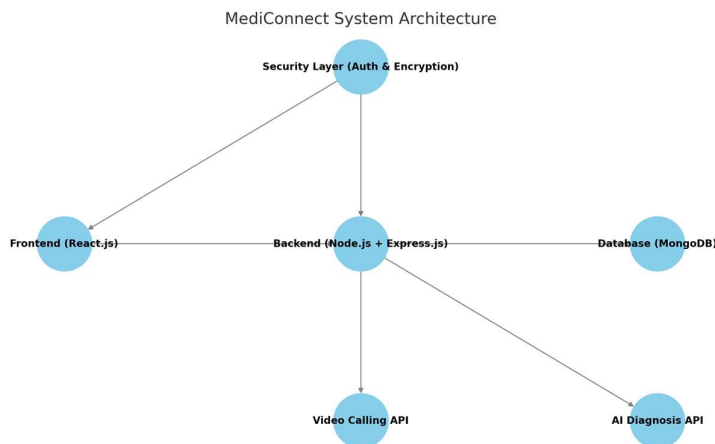 MediConnect System Architecture
Security Layer (Auth & Encryption)
Frontend (React.js)
Backend (Node.js + Express.js)
Database (MongoDB)
Video Calling API
AI Diagnosis API